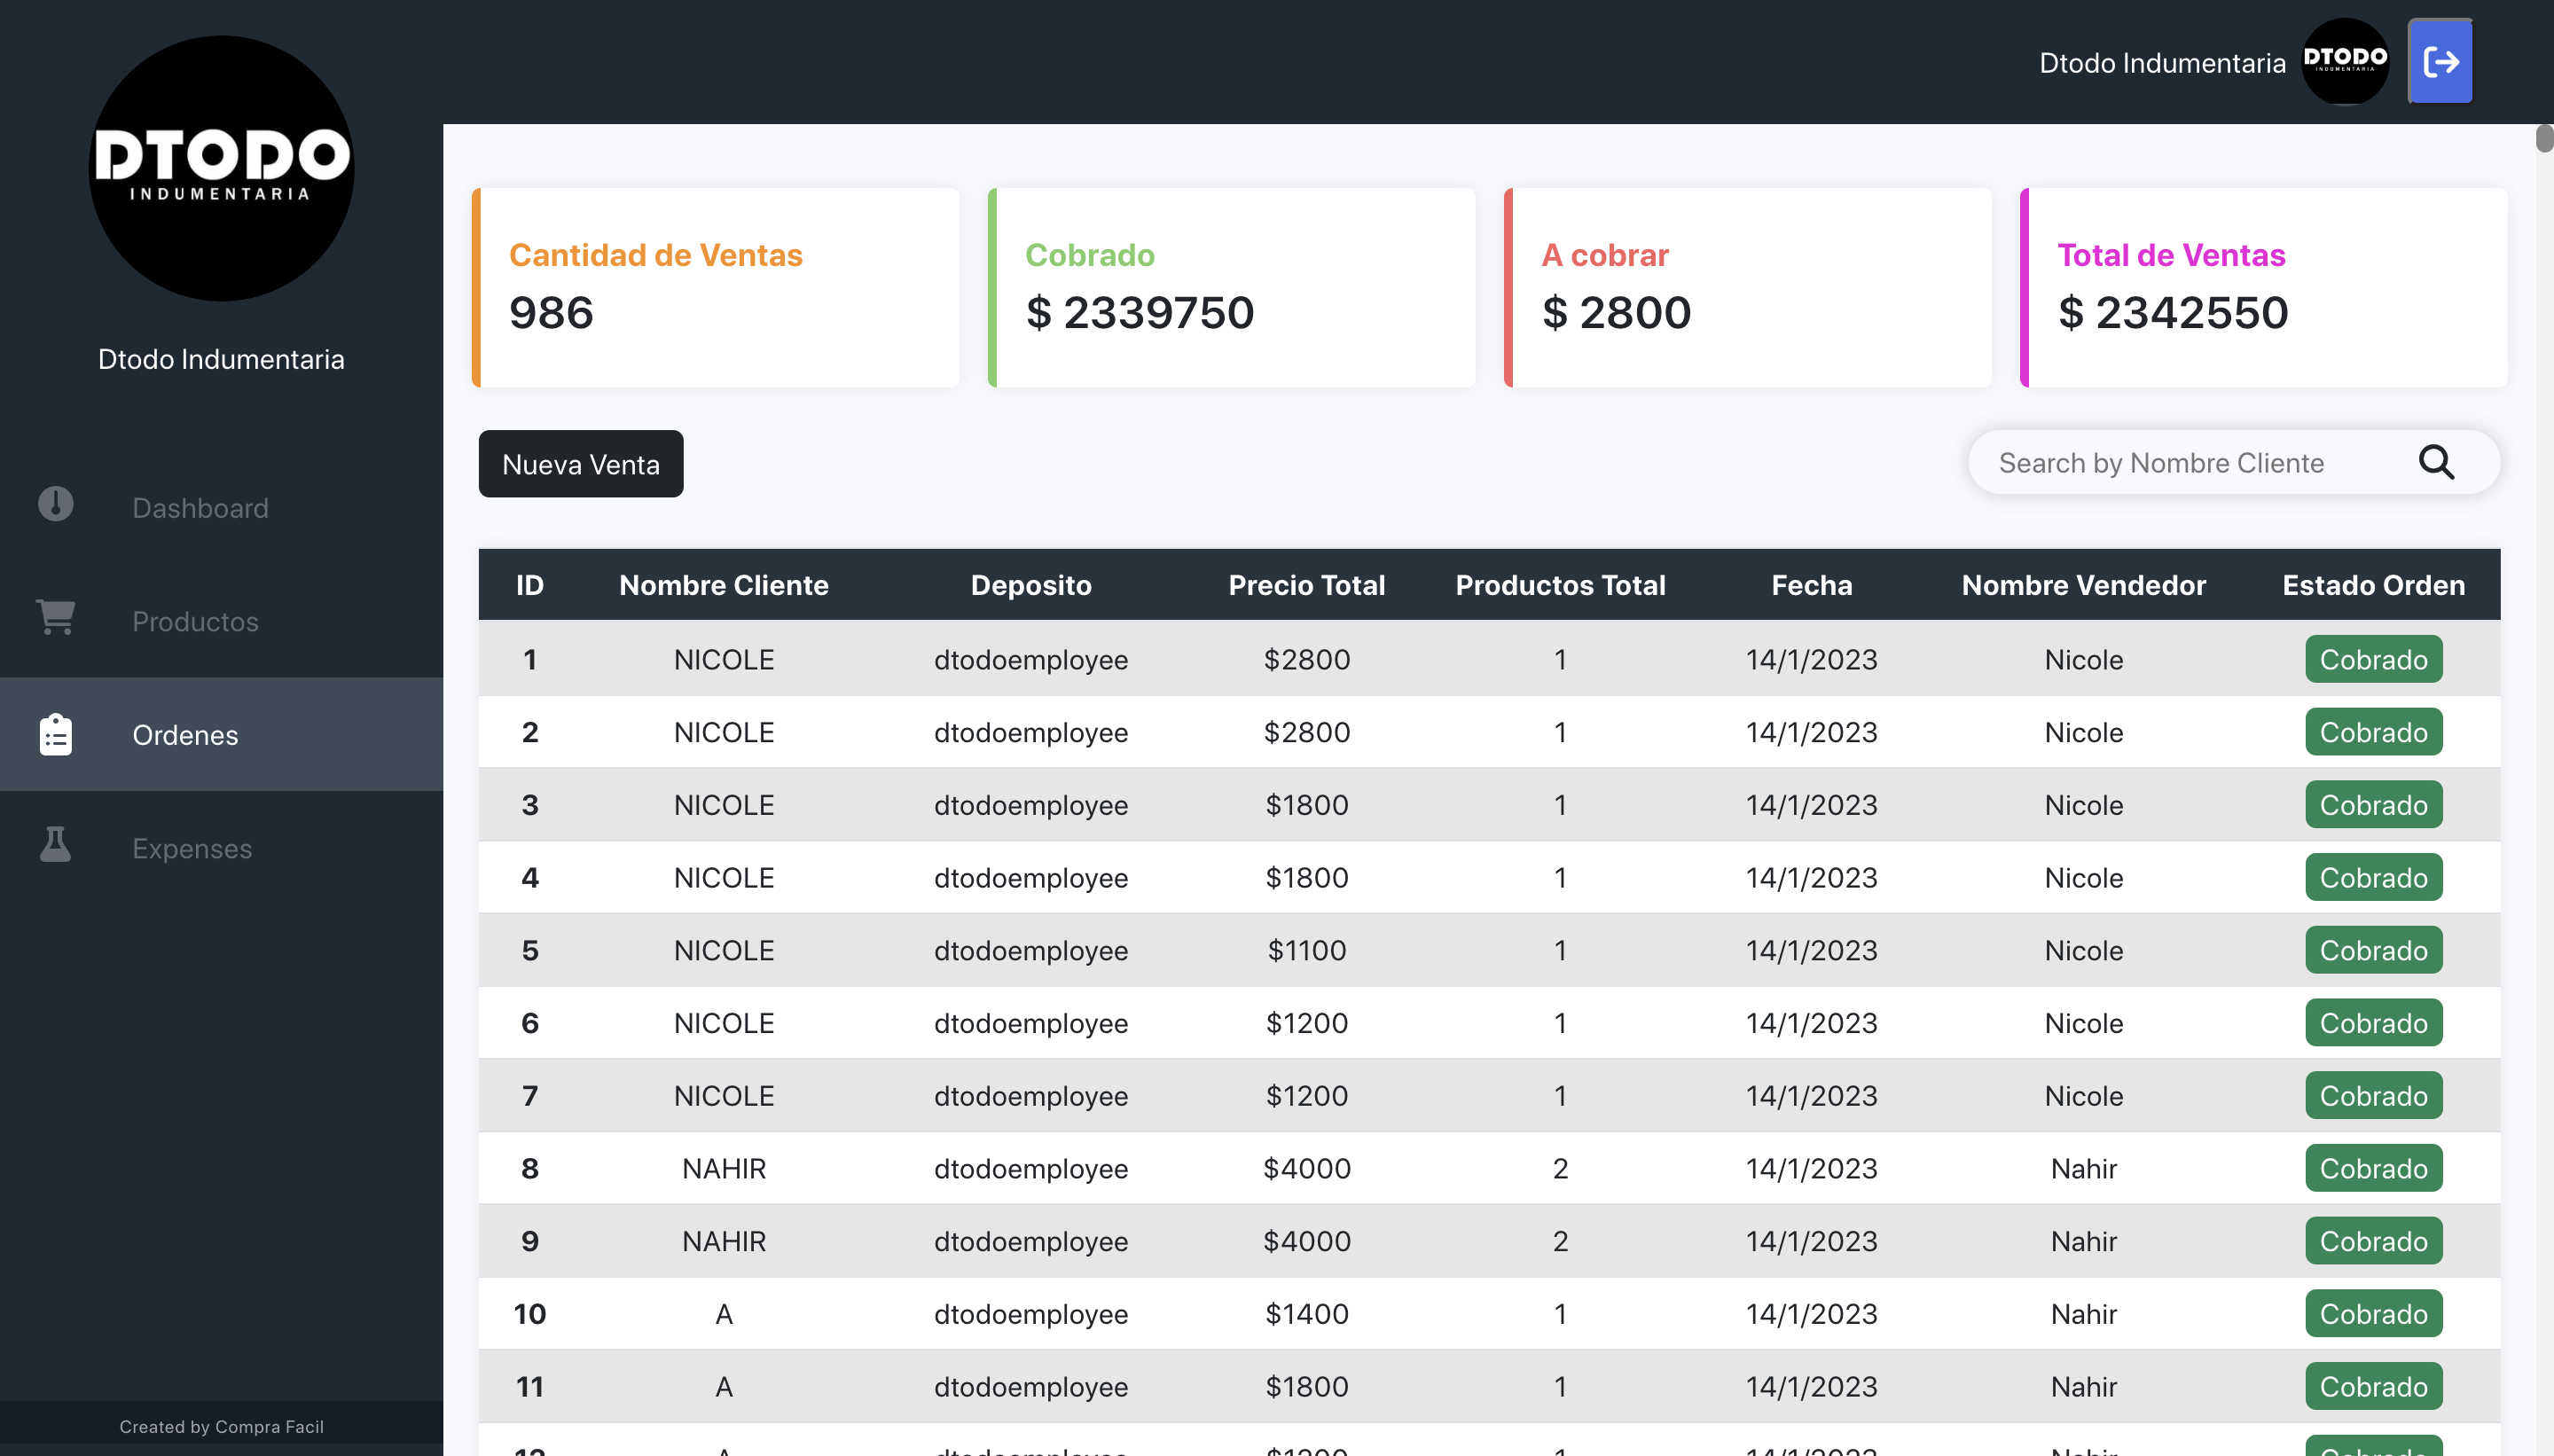 Dtodo Indumentaria
DTODO
INDUMENTARIA
DTODO
INDUMENTARIA
Dtodo Indumentaria
Dashboard
Productos
Ordenes
Expenses
Created by Compra Facil
Cantidad de Ventas
986
Cobrado
$ 2339750
A cobrar
$ 2800
Total de Ventas
$ 2342550
Nueva Venta
Search by Nombre Cliente
ID Nombre Cliente Deposito Precio Total Productos Total Fecha Nombre Vendedor Estado Orden
1 NICOLE dtodoemployee $2800 1 14/1/2023 Nicole Cobrado
2 NICOLE dtodoemployee $2800 1 14/1/2023 Nicole Cobrado
3 NICOLE dtodoemployee $1800 1 14/1/2023 Nicole Cobrado
4 NICOLE dtodoemployee $1800 1 14/1/2023 Nicole Cobrado
5 NICOLE dtodoemployee $1100 1 14/1/2023 Nicole Cobrado
6 NICOLE dtodoemployee $1200 1 14/1/2023 Nicole Cobrado
7 NICOLE dtodoemployee $1200 1 14/1/2023 Nicole Cobrado
8 NAHIR dtodoemployee $4000 2 14/1/2023 Nahir Cobrado
9 NAHIR dtodoemployee $4000 2 14/1/2023 Nahir Cobrado
10 A dtodoemployee $1400 1 14/1/2023 Nahir Cobrado
11 A dtodoemployee $1800 1 14/1/2023 Nahir Cobrado